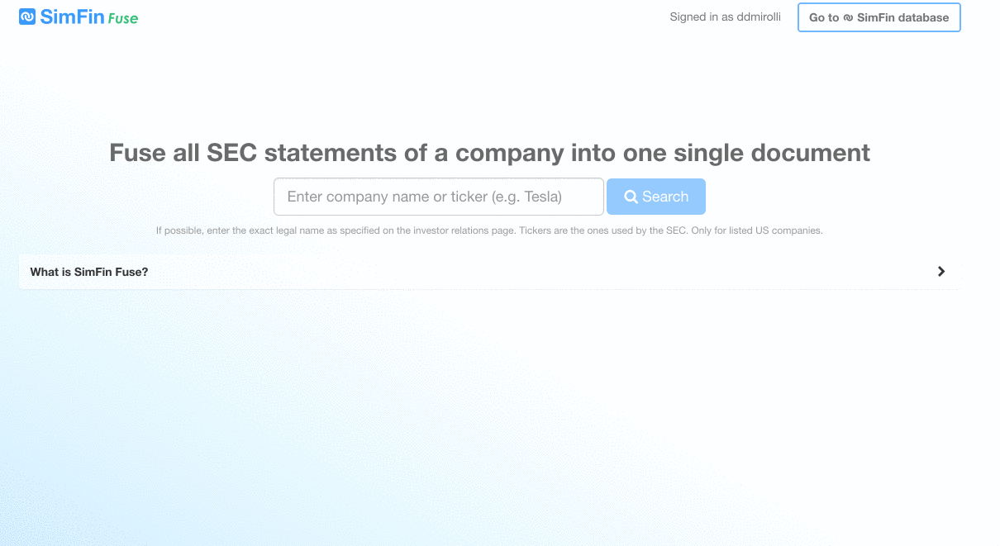 SimFin Fuse
Signed in as ddmirolli
Go to SimFin database
Fuse all SEC statements of a company into one single document
Enter company name or ticker (e.g. Tesla)
Search
If possible, enter the exact legal name as specified on the investor relations page. Tickers are the ones used by the SEC. Only for listed US companies.
What is SimFin Fuse?